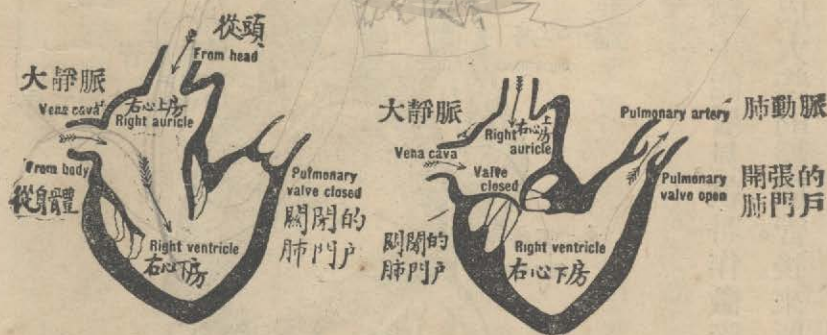 從頭
From head
大靜脈
Vena cava
右心上房
Right auricle
From body
從身體
Pulmonary
valve closed
關閉的
肺門户
Right ventricle
右心下房
大靜脈
Vena cava
右心上房
Right
auricle
Valve
closed
關閉的
肺門户
Right ventricle
右心下房
Pulmonary artery
肺動脈
Pulmonary
valve open
開張的
肺門戶